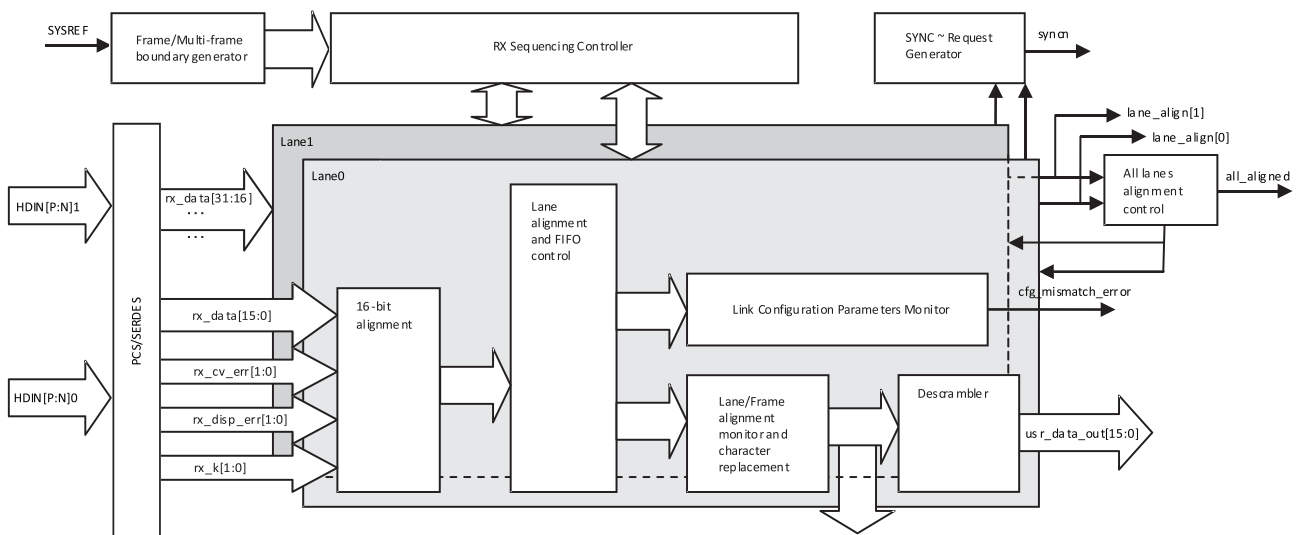 SYSREF
Frame/Multi-frame
boundary generator
RX Sequencing Controller
SYNC ~ Request
Generator
syncn
Lane1
Lane0
lane_align[1]
lane_align[0]
All lanes
alignment
control
all_aligned
HDIN[P:N]1
rx_data[31:16]
...
...
PCS/SERDES
Lane
alignment
and FIFO
control
16-bit
alignment
rx_data[15:0]
Link Configuration Parameters Monitor
cfg_mismatch_error
rx_cv_err[1:0]
HDIN[P:N]0
rx_disp_err[1:0]
rx_k[1:0]
Lane/Frame
alignment
monitor and
character
replacement
Descrambler
usr_data_out[15:0]